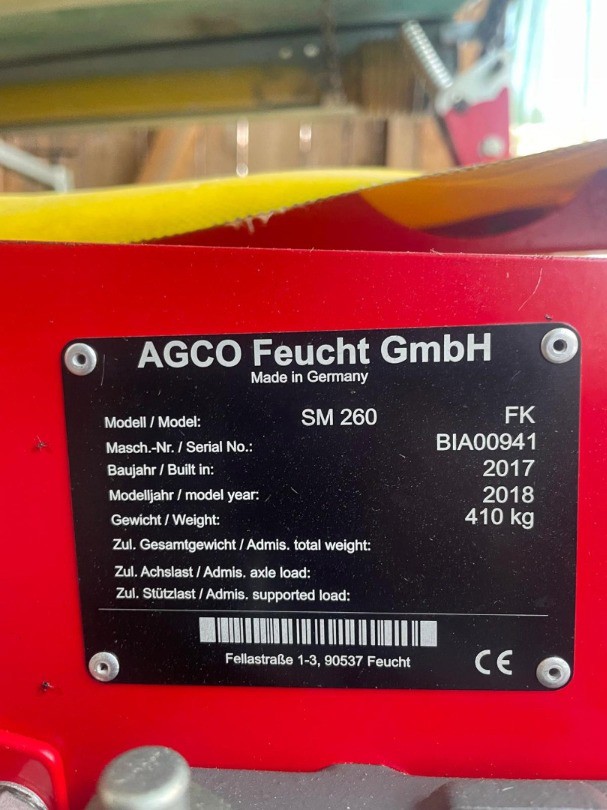 AGCO Feucht GmbH
Made in Germany
Modell / Model: SM 260 FK
Masch.-Nr. / Serial No.: BIA00941
Baujahr / Built in: 2017
Modelljahr / model year: 2018
Gewicht / Weight: 410 kg
Zul. Gesamtgewicht / Admis. total weight:
Zul. Achslast / Admis. axle load:
Zul. Stützlast / Admis. supported load:
Fellastraße 1-3, 90537 Feucht CE